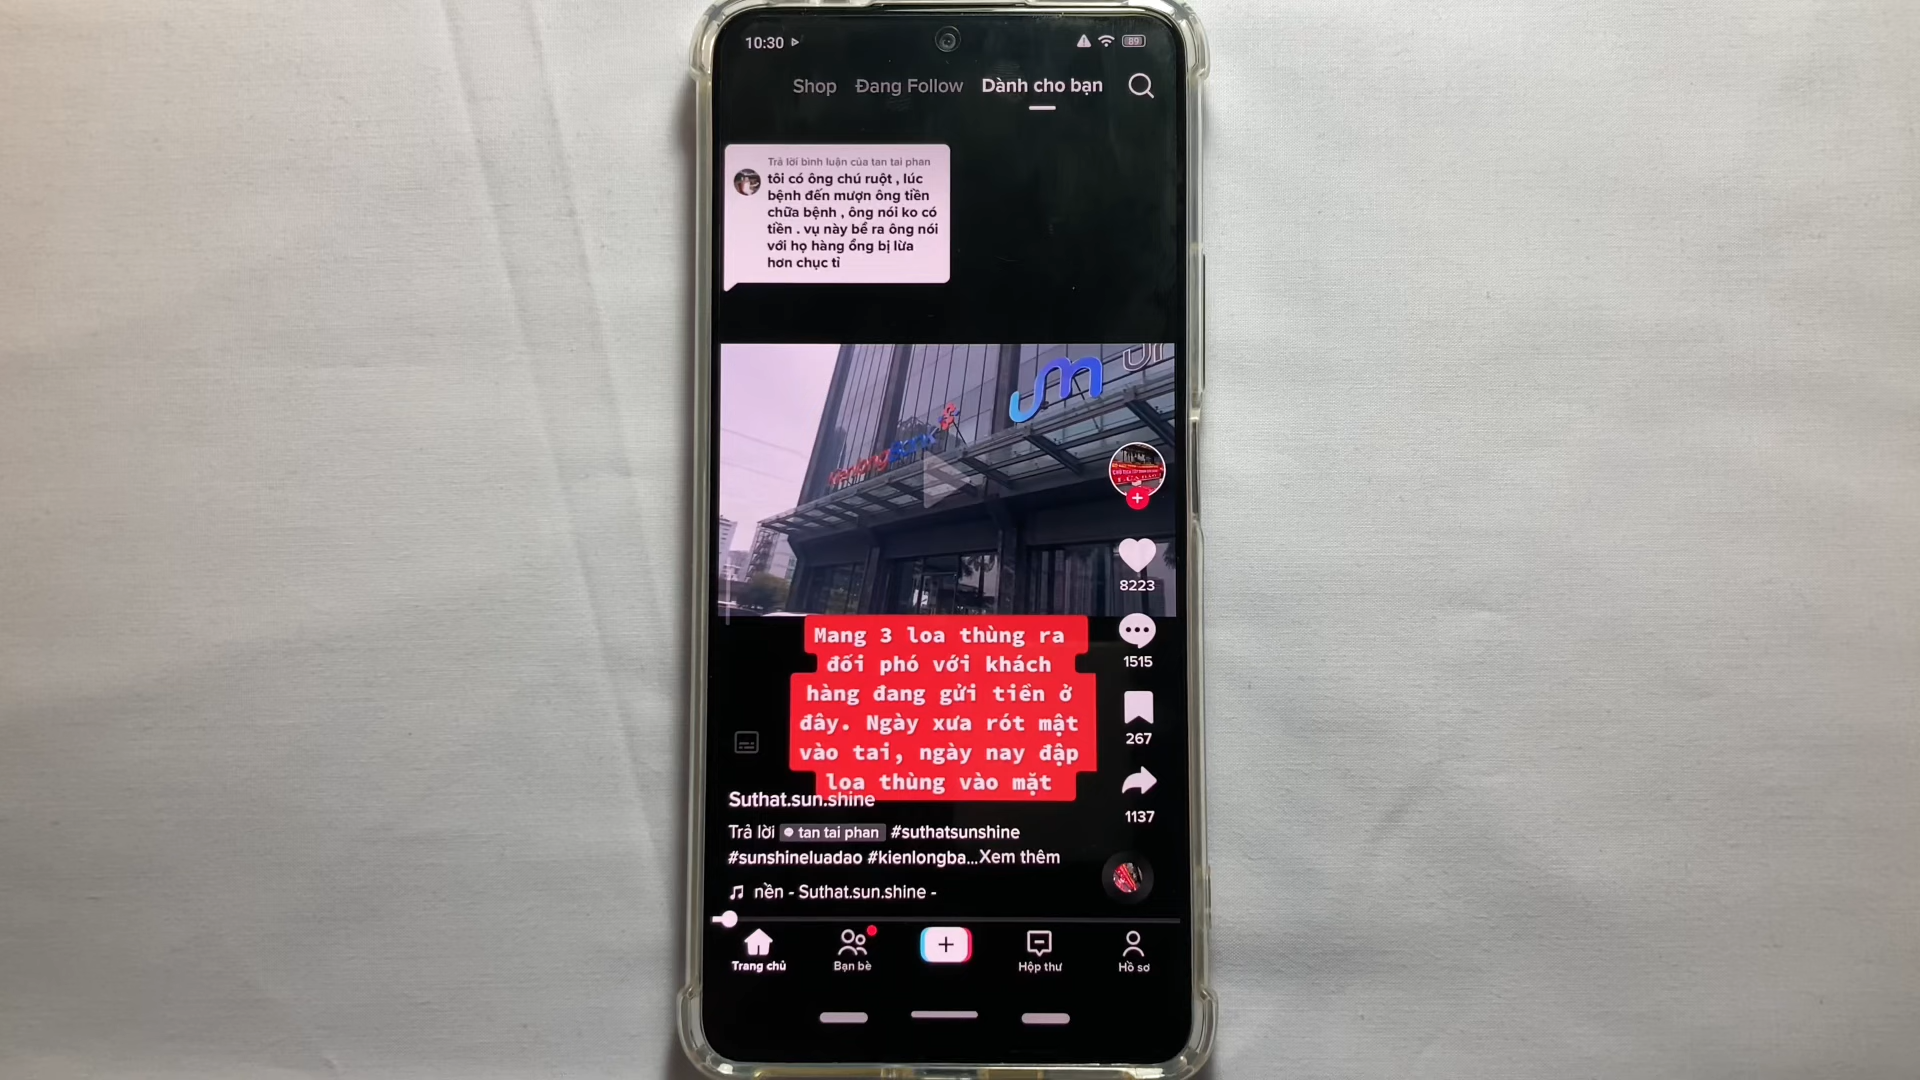 10:30
89
Shop Đang Follow Dành cho bạn
Trả lời bình luận của tan tai phan
tôi có ông chú ruột , lúc
bệnh đến mượn ông tiền
chữa bệnh , ông nói ko có
tiền . vụ này bể ra ông nói
với họ hàng ổng bị lừa
hơn chục tỉ
um
KienlongBank
8223
1515
267
1137
Mang 3 loa thùng ra
đối phó với khách
hàng đang gửi tiền ở
đây. Ngày xưa rót mật
vào tai, ngày nay đập
loa thùng vào mặt
Suthat.sun.shine
Trả lời tan tai phan #suthatsunshine
#sunshineluadao #kienlongba...Xem thêm
nền - Suthat.sun.shine -
Trang chủ Bạn bè Hộp thư Hồ sơ